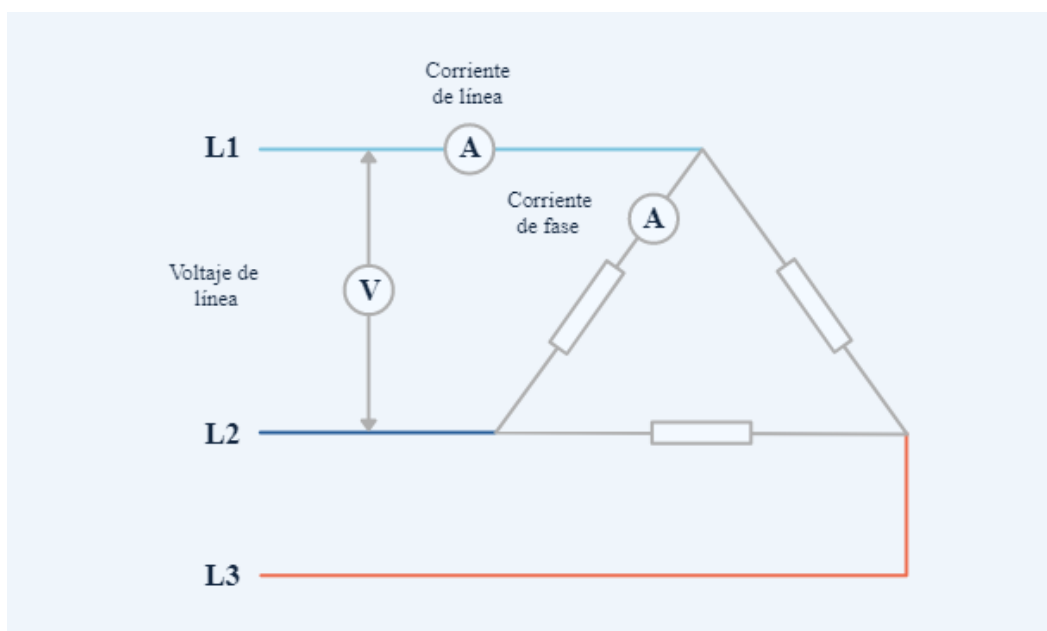 Corriente
de línea
L1
A
Corriente
de fase
A
Voltaje de
línea
V
L2
L3